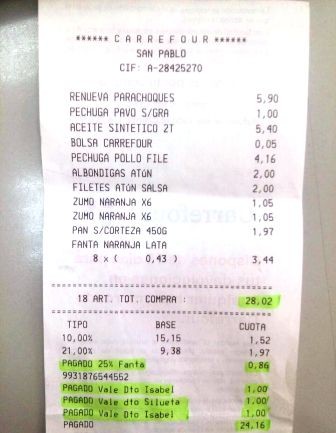 ****** C A R R E F O U R ******
SAN PABLO
CIF: A-28425270
RENUEVA PARACHOQUES 5,90
PECHUGA PAVO S/GRA 1,00
ACEITE SINTETICO 2T 5,40
BOLSA CARREFOUR 0,05
PECHUGA POLLO FILE 4,16
ALBONDIGAS ATÚN 2,00
FILETES ATÚN SALSA 2,00
ZUMO NARANJA X6 1,05
ZUMO NARANJA X6 1,05
PAN S/CORTEZA 450G 1,97
FANTA NARANJA LATA
8 x ( 0,43 ) 3,44
18 ART. TOT. COMPRA : 28,02
TIPO BASE CUOTA
10,00% 15,15 1,52
21,00% 9,38 1,97
PAGADO 25% Fanta 0,86
9931876544552
PAGADO Vale Dto Isabel 1,00
PAGADO Vale dto Silueta 1,00
PAGADO Vale Dto Isabel 1,00
PAGADO 24,16